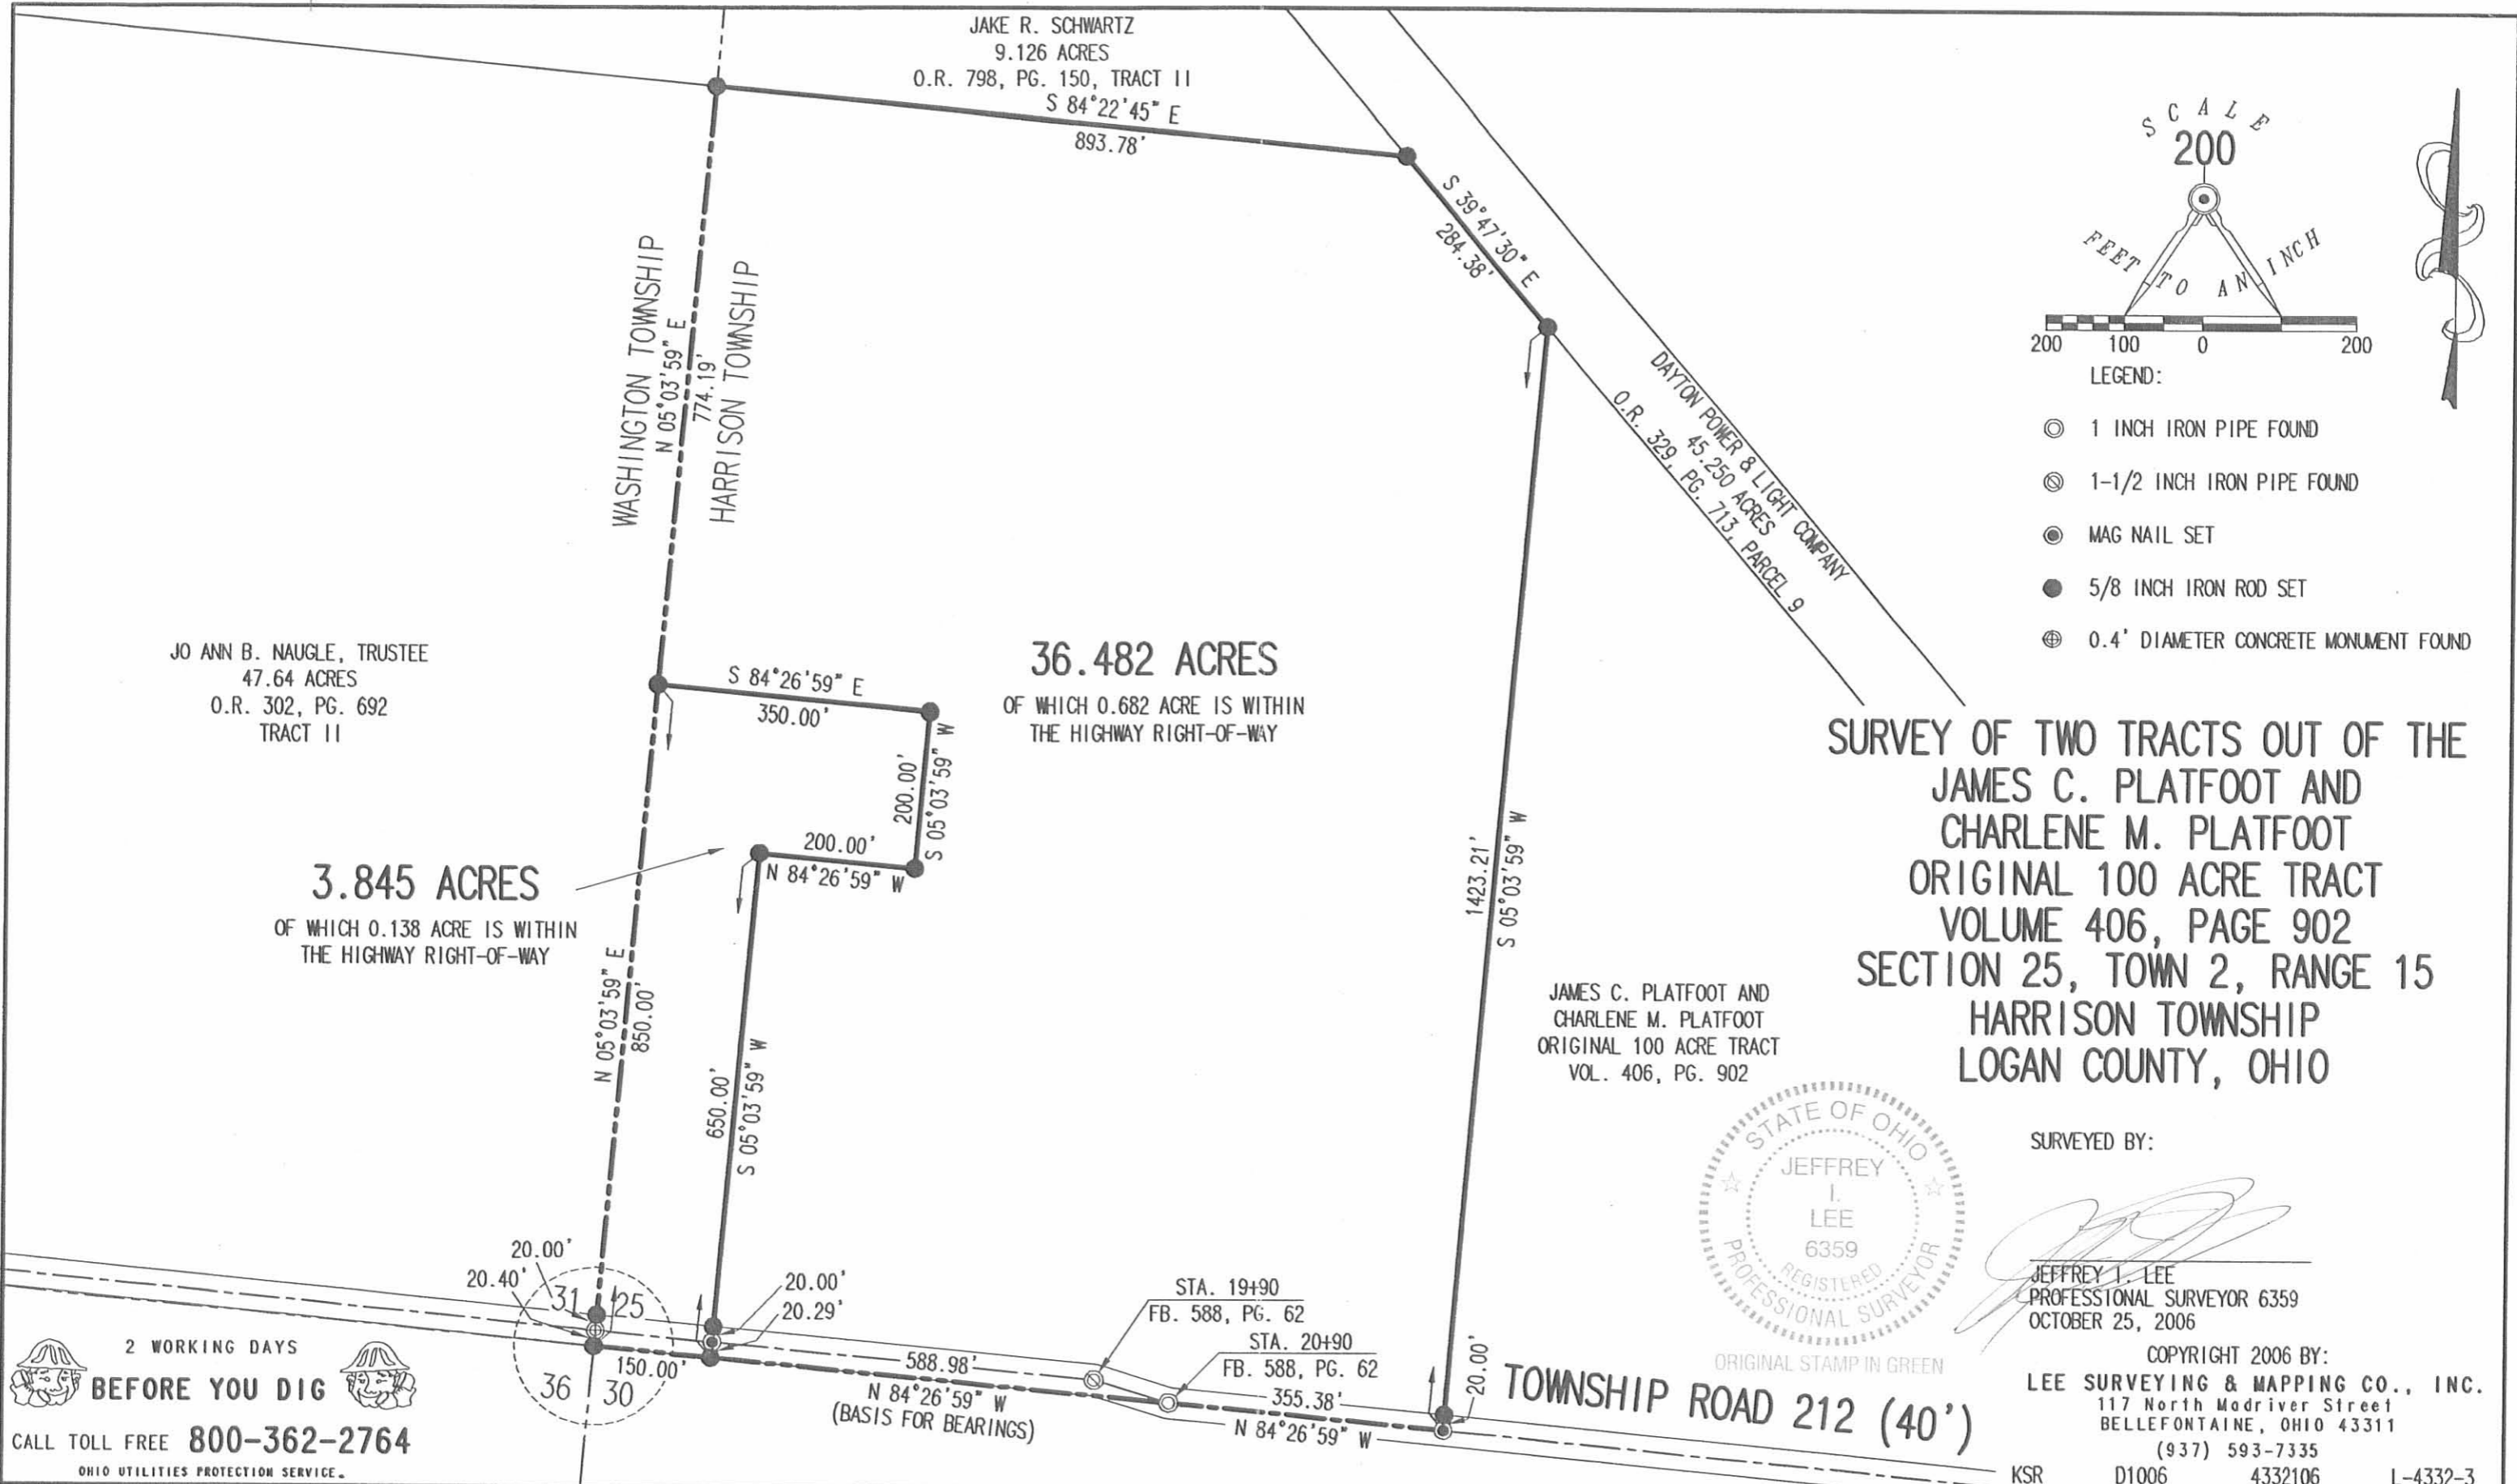 JAKE R. SCHWARTZ
9.126 ACRES
O.R. 798, PG. 150, TRACT II
S 84°22'45" E
893.78'
S 39°47'30" E
284.38'
WASHINGTON TOWNSHIP
N 05°03'59" E
774.19'
HARRISON TOWNSHIP
DAYTON POWER & LIGHT COMPANY
45.250 ACRES
O.R. 329, PG. 713, PARCEL 9
SCALE
200
FEET TO AN INCH
200 100 0 200
LEGEND:
1 INCH IRON PIPE FOUND
1-1/2 INCH IRON PIPE FOUND
MAG NAIL SET
5/8 INCH IRON ROD SET
0.4' DIAMETER CONCRETE MONUMENT FOUND
JO ANN B. NAUGLE, TRUSTEE
47.64 ACRES
O.R. 302, PG. 692
TRACT II
S 84°26'59" E
350.00'
200.00'
S 05°03'59" W
200.00'
N 84°26'59" W
36.482 ACRES
OF WHICH 0.682 ACRE IS WITHIN
THE HIGHWAY RIGHT-OF-WAY
3.845 ACRES
OF WHICH 0.138 ACRE IS WITHIN
THE HIGHWAY RIGHT-OF-WAY
N 05°03'59" E
850.00'
650.00'
S 05°03'59" W
1423.21'
S 05°03'59" W
SURVEY OF TWO TRACTS OUT OF THE
JAMES C. PLATFOOT AND
CHARLENE M. PLATFOOT
ORIGINAL 100 ACRE TRACT
VOLUME 406, PAGE 902
SECTION 25, TOWN 2, RANGE 15
HARRISON TOWNSHIP
LOGAN COUNTY, OHIO
JAMES C. PLATFOOT AND
CHARLENE M. PLATFOOT
ORIGINAL 100 ACRE TRACT
VOL. 406, PG. 902
STATE OF OHIO
JEFFREY
I.
LEE
6359
REGISTERED
PROFESSIONAL SURVEYOR
ORIGINAL STAMP IN GREEN
SURVEYED BY:
JEFFREY I. LEE
PROFESSIONAL SURVEYOR 6359
OCTOBER 25, 2006
COPYRIGHT 2006 BY:
LEE SURVEYING & MAPPING CO., INC.
117 North Madriver Street
BELLEFONTAINE, OHIO 43311
(937) 593-7335
KSR D1006 4332106 L-4332-3
20.00'
20.40'
31 25
36 30
150.00'
20.00'
20.29'
588.98'
N 84°26'59" W
(BASIS FOR BEARINGS)
STA. 19+90
FB. 588, PG. 62
STA. 20+90
FB. 588, PG. 62
355.38'
N 84°26'59" W
20.00'
TOWNSHIP ROAD 212 (40')
2 WORKING DAYS
BEFORE YOU DIG
CALL TOLL FREE 800-362-2764
OHIO UTILITIES PROTECTION SERVICE.